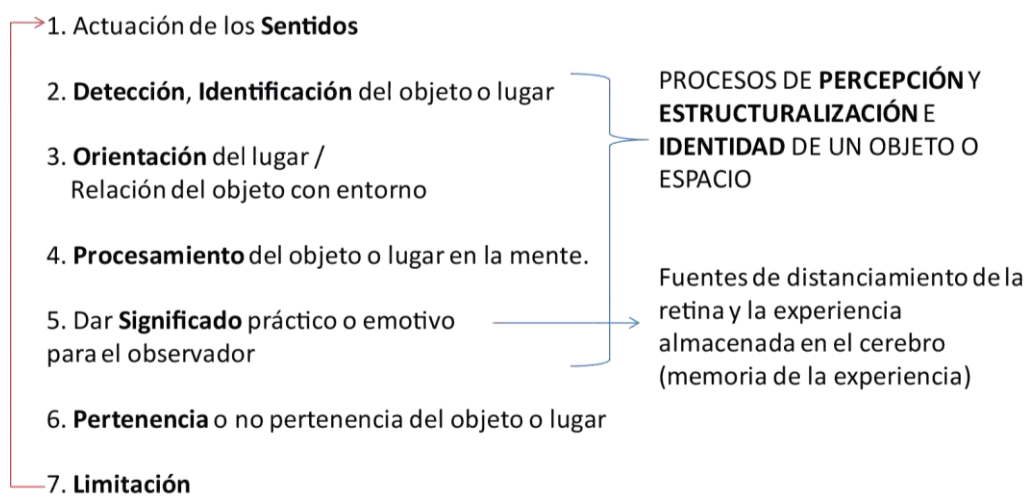 1. Actuación de los Sentidos
2. Detección, Identificación del objeto o lugar
3. Orientación del lugar /
Relación del objeto con entorno
4. Procesamiento del objeto o lugar en la mente.
5. Dar Significado práctico o emotivo
para el observador
6. Pertenencia o no pertenencia del objeto o lugar
7. Limitación
PROCESOS DE PERCEPCIÓN Y
ESTRUCTURALIZACIÓN E
IDENTIDAD DE UN OBJETO O
ESPACIO
Fuentes de distanciamiento de la
retina y la experiencia
almacenada en el cerebro
(memoria de la experiencia)